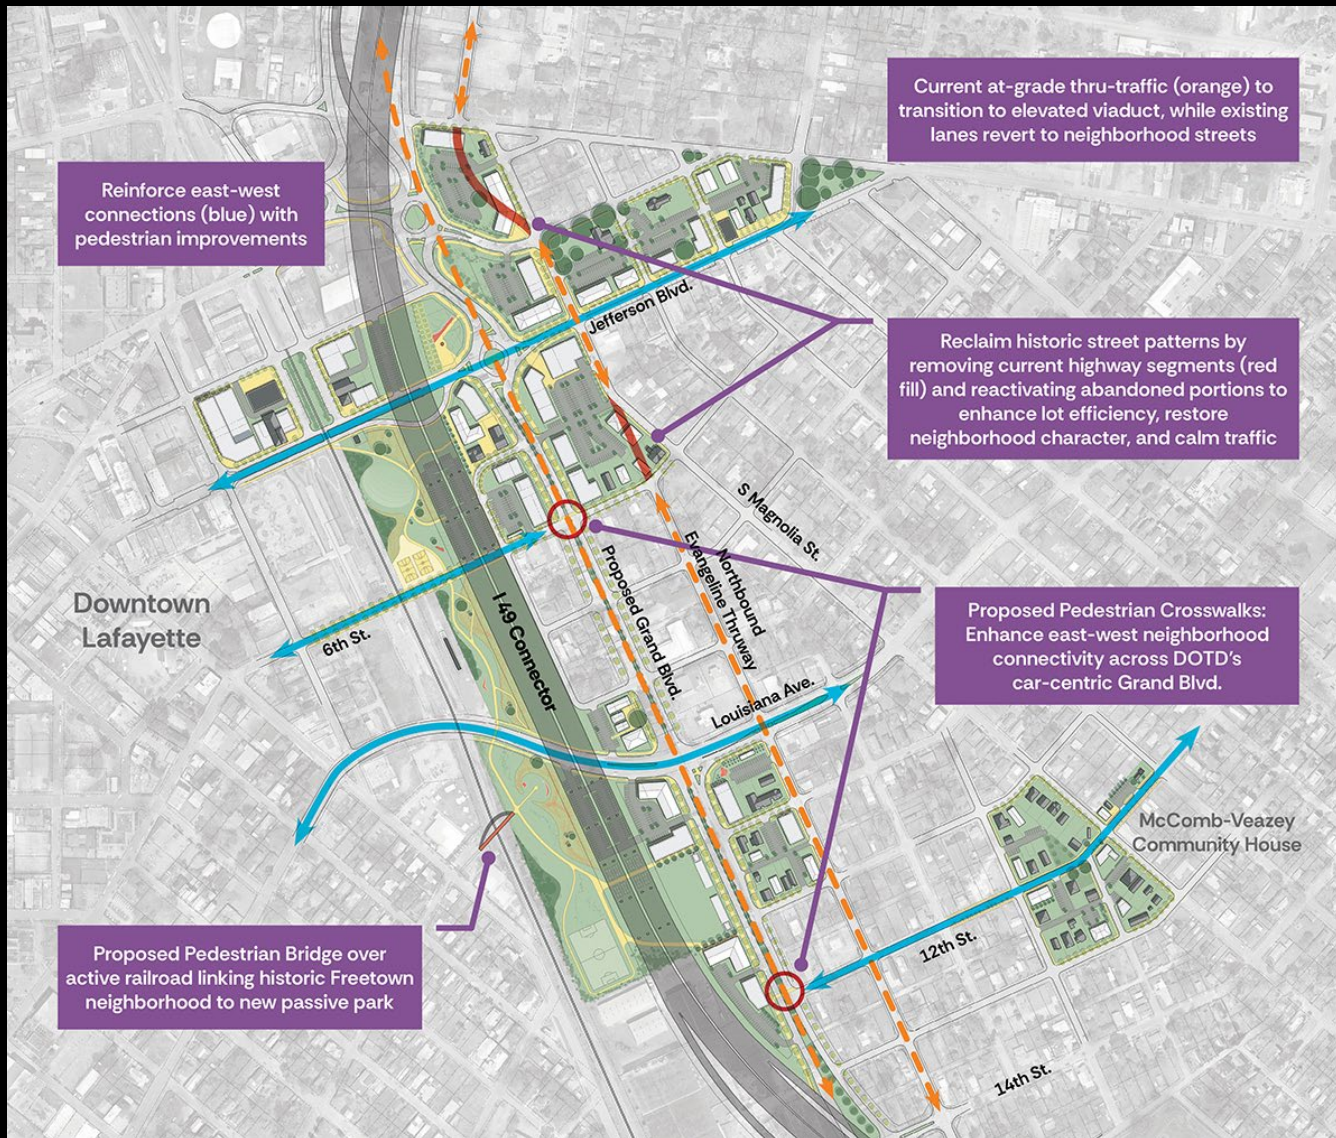 Current at-grade thru-traffic (orange) to
transition to elevated viaduct, while existing
lanes revert to neighborhood streets
Reinforce east-west
connections (blue) with
pedestrian improvements
Jefferson Blvd.
Reclaim historic street patterns by
removing current highway segments (red
fill) and reactivating abandoned portions to
enhance lot efficiency, restore
neighborhood character, and calm traffic
S Magnolia St.
Northbound
Evangeline Thruway
Proposed Grand Blvd.
I-49 Connector
Downtown
Lafayette
6th St.
Proposed Pedestrian Crosswalks:
Enhance east-west neighborhood
connectivity across DOTD's
car-centric Grand Blvd.
Louisiana Ave.
McComb-Veazey
Community House
12th St.
Proposed Pedestrian Bridge over
active railroad linking historic Freetown
neighborhood to new passive park
14th St.